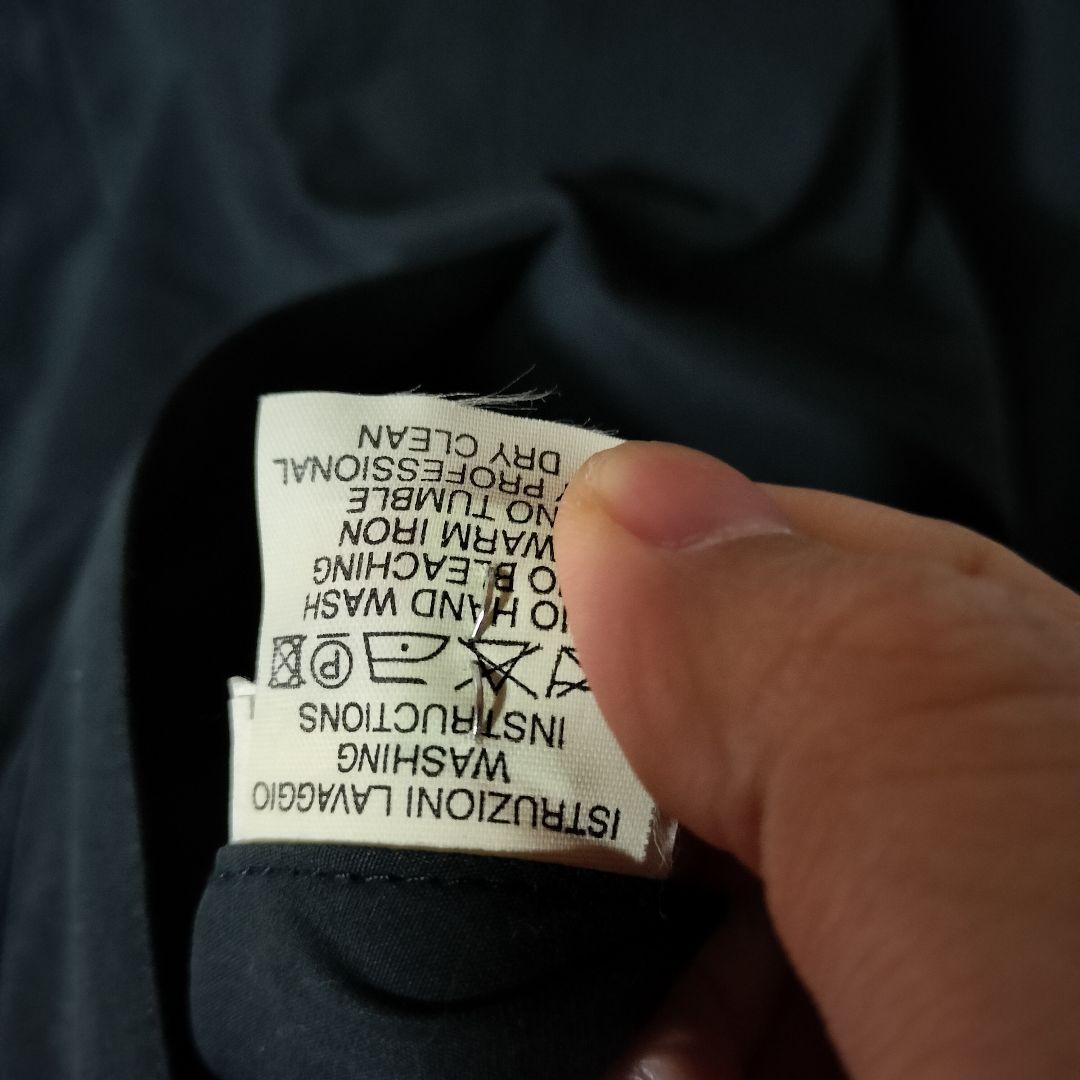 ISTRUZIONI LAVAGGIO
WASHING
INSTRUCTIONS
P
HAND WASH
BLEACHING
WARM IRON
NO TUMBLE
PROFESSIONAL
DRY CLEAN